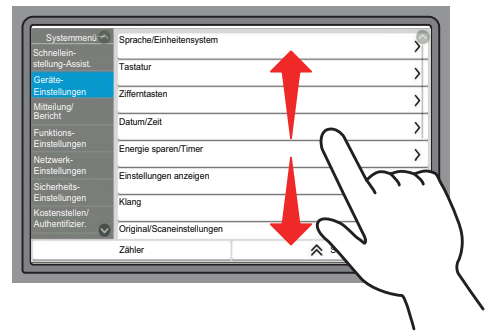 Systemmenü
Schnellein-
stellung-Assist.
Geräte-
Einstellungen
Mitteilung/
Bericht
Funktions-
Einstellungen
Netzwerk-
Einstellungen
Sicherheits-
Einstellungen
Kostenstellen/
Authentifizier.
Sprache/Einheitensystem
Tastatur
Zifferntasten
Datum/Zeit
Energie sparen/Timer
Einstellungen anzeigen
Klang
Original/Scaneinstellungen
Zähler